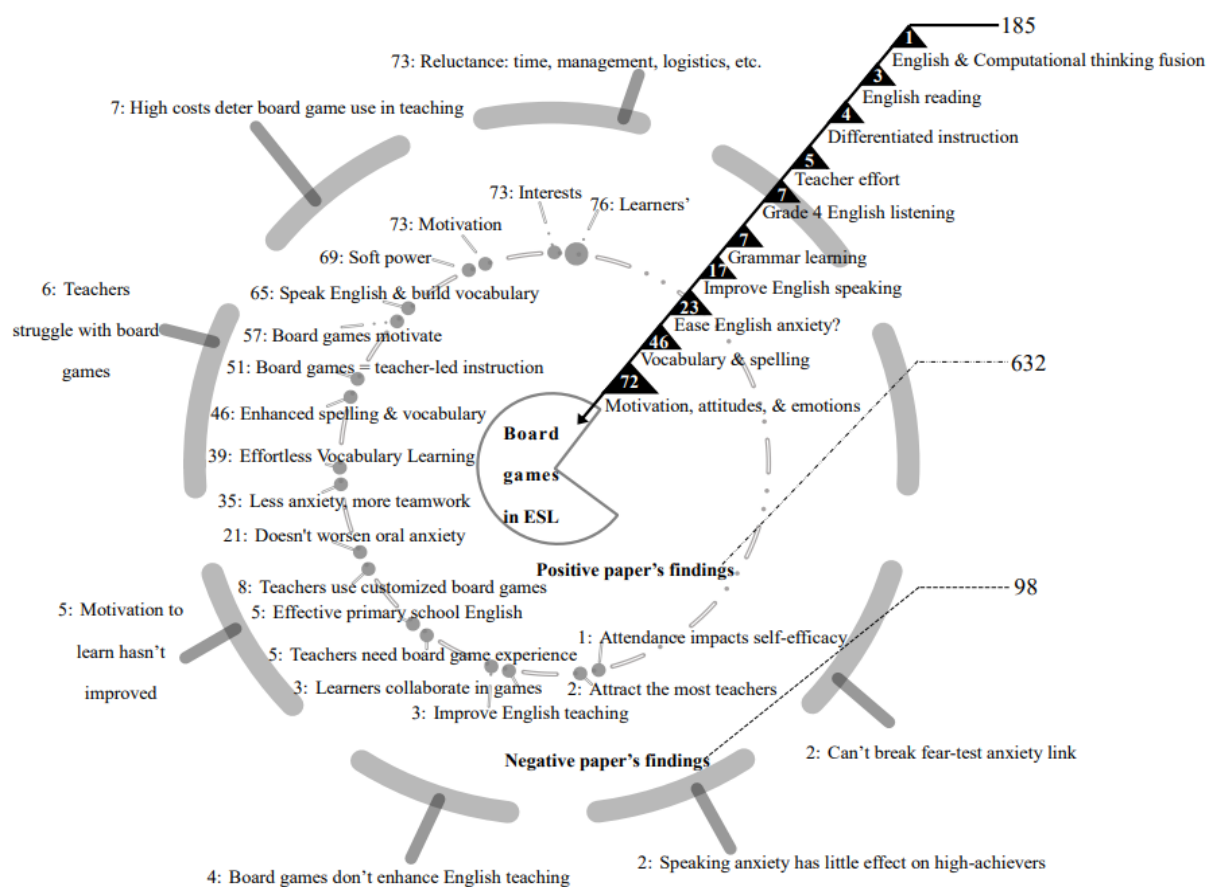 185
1
English & Computational thinking fusion
3
English reading
4
Differentiated instruction
5
Teacher effort
7
Grade 4 English listening
7
Grammar learning
17
Improve English speaking
23
Ease English anxiety?
46
Vocabulary & spelling
72
Motivation, attitudes, & emotions
73: Reluctance: time, management, logistics, etc.
7: High costs deter board game use in teaching
6: Teachers
struggle with board
games
5: Motivation to
learn hasn't
improved
4: Board games don't enhance English teaching
2: Speaking anxiety has little effect on high-achievers
2: Can't break fear-test anxiety link
73: Interests
76: Learners'
73: Motivation
69: Soft power
65: Speak English & build vocabulary
57: Board games motivate
51: Board games = teacher-led instruction
46: Enhanced spelling & vocabulary
39: Effortless Vocabulary Learning
35: Less anxiety, more teamwork
21: Doesn't worsen oral anxiety
8: Teachers use customized board games
5: Effective primary school English
5: Teachers need board game experience
3: Learners collaborate in games
3: Improve English teaching
2: Attract the most teachers
1: Attendance impacts self-efficacy
Board
games
in ESL
Positive paper's findings
632
Negative paper's findings
98